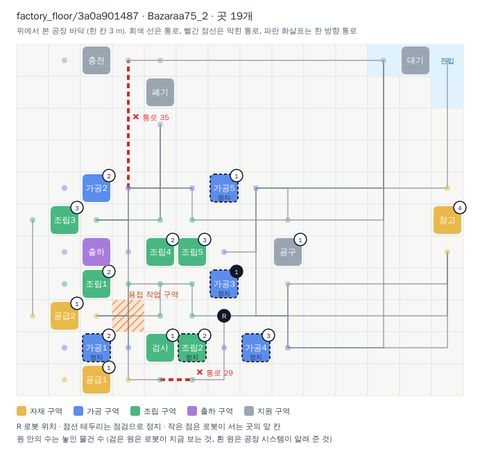 factory_floor/3a0a901487 · Bazaraa75_2 · 곳 19개
위에서 본 공장 바닥 (한 칸 3 m). 회색 선은 통로, 빨간 점선은 막힌 통로, 파란 화살표는 한 방향 통로
충전
대기
진입
폐기
✖ 통로 35
가공2
2
가공5
1
정지
조립3
3
창고
4
출하
조립4
2
조립5
3
공구
1
조립1
2
가공3
1
정지
용접 작업 구역
공급2
1
R
가공1
2
정지
검사
1
조립2
2
정지
가공4
3
정지
공급1
1
✖ 통로 29
자재 구역
가공 구역
조립 구역
출하 구역
지원 구역
R 로봇 위치 · 점선 테두리는 점검으로 정지 · 작은 점은 로봇이 서는 곳의 앞 칸
원 안의 수는 놓인 물건 수 (검은 원은 로봇이 지금 보는 것, 흰 원은 공장 시스템이 알려 준 것)